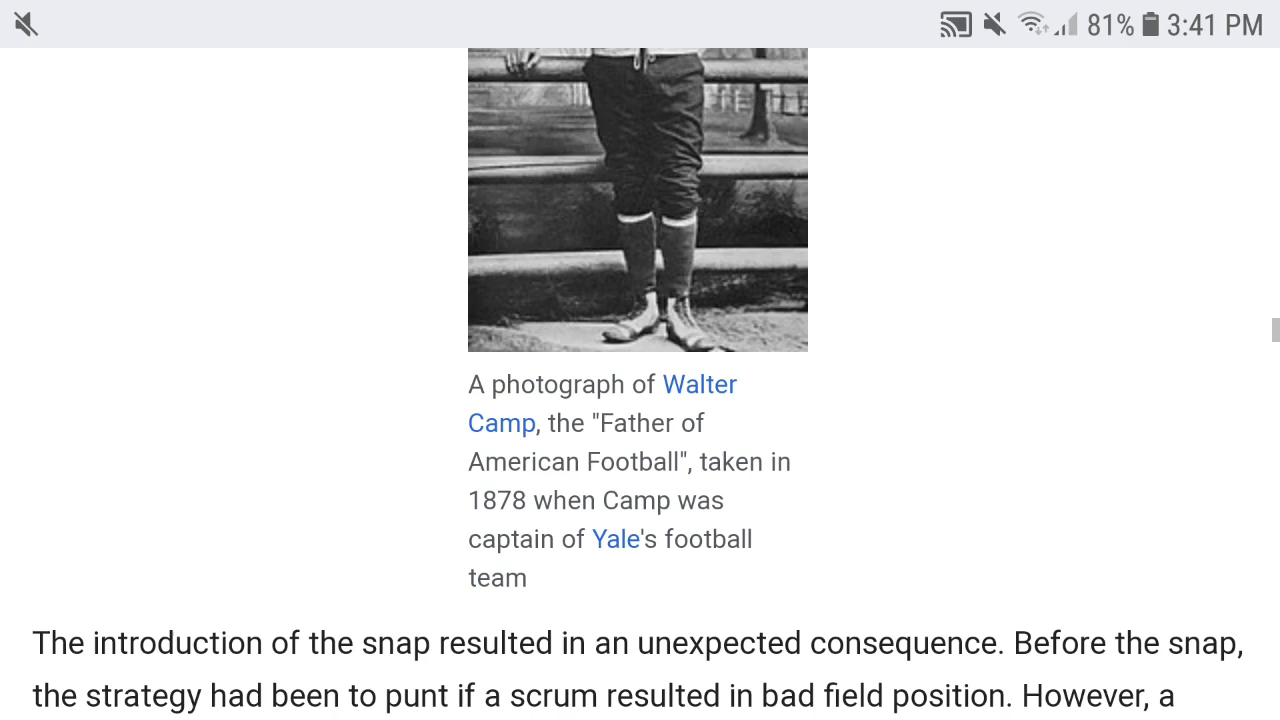 81% 3:41 PM
A photograph of Walter
Camp, the "Father of
American Football", taken in
1878 when Camp was
captain of Yale's football
team
The introduction of the snap resulted in an unexpected consequence. Before the snap,
the strategy had been to punt if a scrum resulted in bad field position. However, a